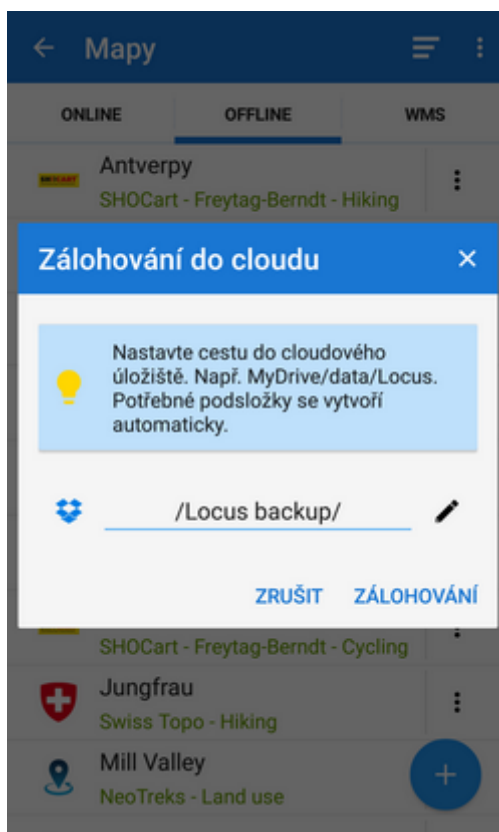 Mapy
ONLINE OFFLINE WMS
SHOCART
Antverpy
SHOCart - Freytag-Berndt - Hiking
Zálohování do cloudu
Nastavte cestu do cloudového
úložiště. Např. MyDrive/data/Locus.
Potřebné podsložky se vytvoří
automaticky.
/Locus backup/
ZRUŠIT ZÁLOHOVÁNÍ
SHOCart - Freytag-Berndt - Cycling
Jungfrau
Swiss Topo - Hiking
Mill Valley
NeoTreks - Land use